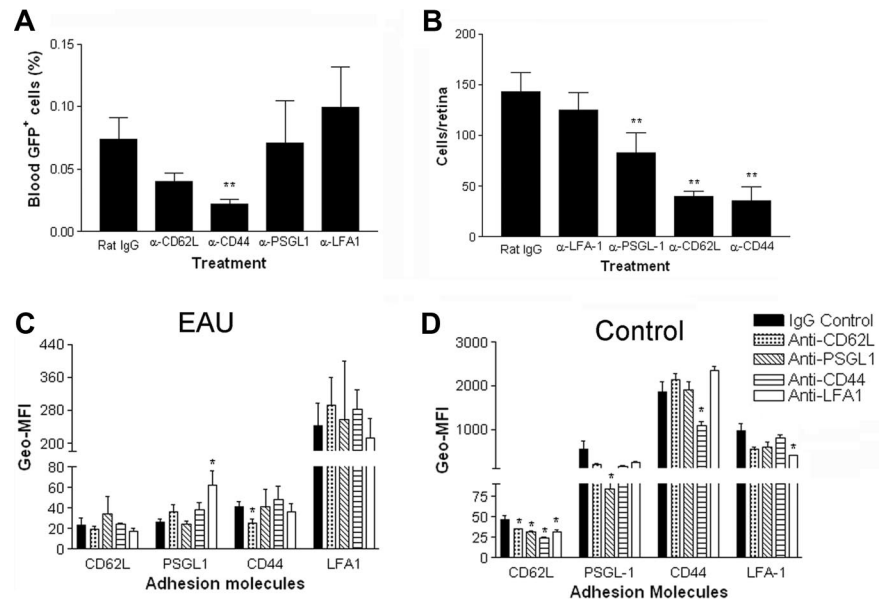 A
Blood GFP+ cells (%)
0.15
0.10
0.05
0.00
Rat IgG α-CD62L α-CD44 α-PSGL1 α-LFA1
**
Treatment
B
Cells/retina
200
150
100
50
0
Rat IgG α-LFA-1 α-PSGL-1 α-CD62L α-CD44
** ** **
Treatment
C
EAU
Geo-MFI
440
360
280
200
80
60
40
20
0
* *
CD62L PSGL1 CD44 LFA1
Adhesion molecules
D
Control
IgG Control
Anti-CD62L
Anti-PSGL1
Anti-CD44
Anti-LFA1
Geo-MFI
3000
2000
1000
75
50
25
0
* * * * * * *
CD62L PSGL-1 CD44 LFA-1
Adhesion Molecules